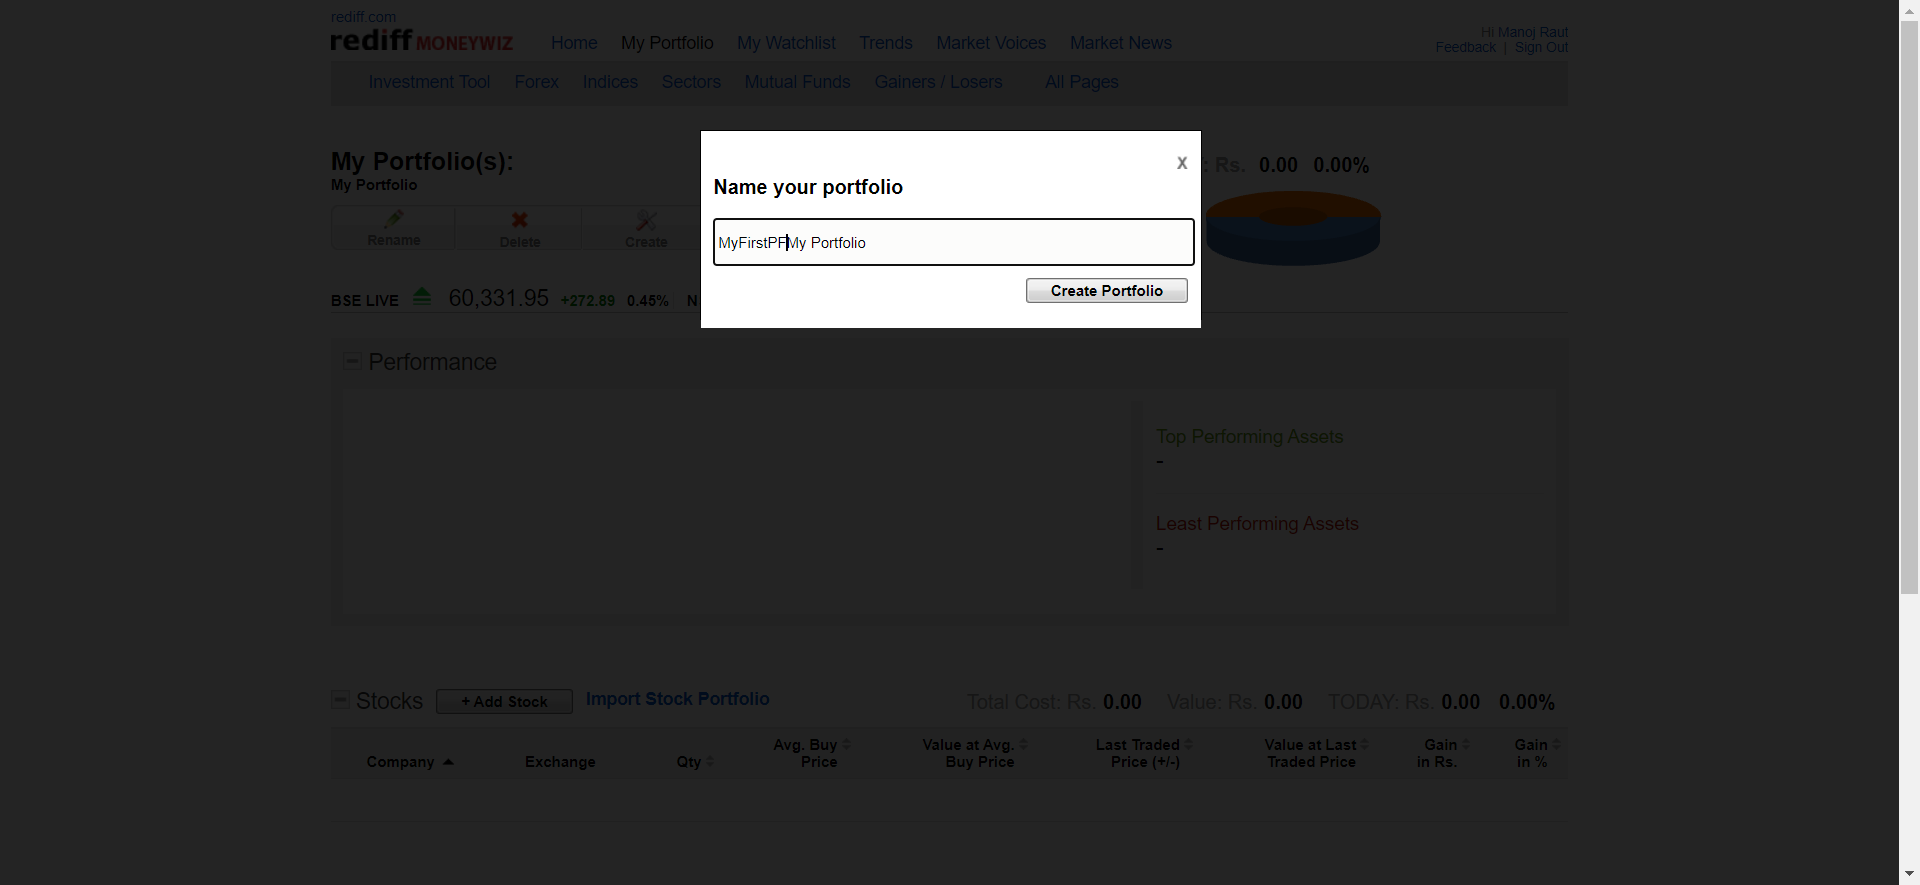 rediff.com
rediff MONEYWIZ Home My Portfolio My Watchlist Trends Market Voices Market News
Hi Manoj Raut
Feedback | Sign Out
Investment Tool Forex Indices Sectors Mutual Funds Gainers / Losers All Pages
My Portfolio(s):
My Portfolio
: Rs. 0.00 0.00%
Rename Delete Create
x
Name your portfolio
MyFirstPFMy Portfolio
Create Portfolio
BSE LIVE 60,331.95 +272.89 0.45% N
Performance
Top Performing Assets
-
Least Performing Assets
-
Stocks + Add Stock Import Stock Portfolio Total Cost: Rs. 0.00 Value: Rs. 0.00 TODAY: Rs. 0.00 0.00%
Company Exchange Qty Avg. Buy Price Value at Avg. Buy Price Last Traded Price (+/-) Value at Last Traded Price Gain in Rs. Gain in %